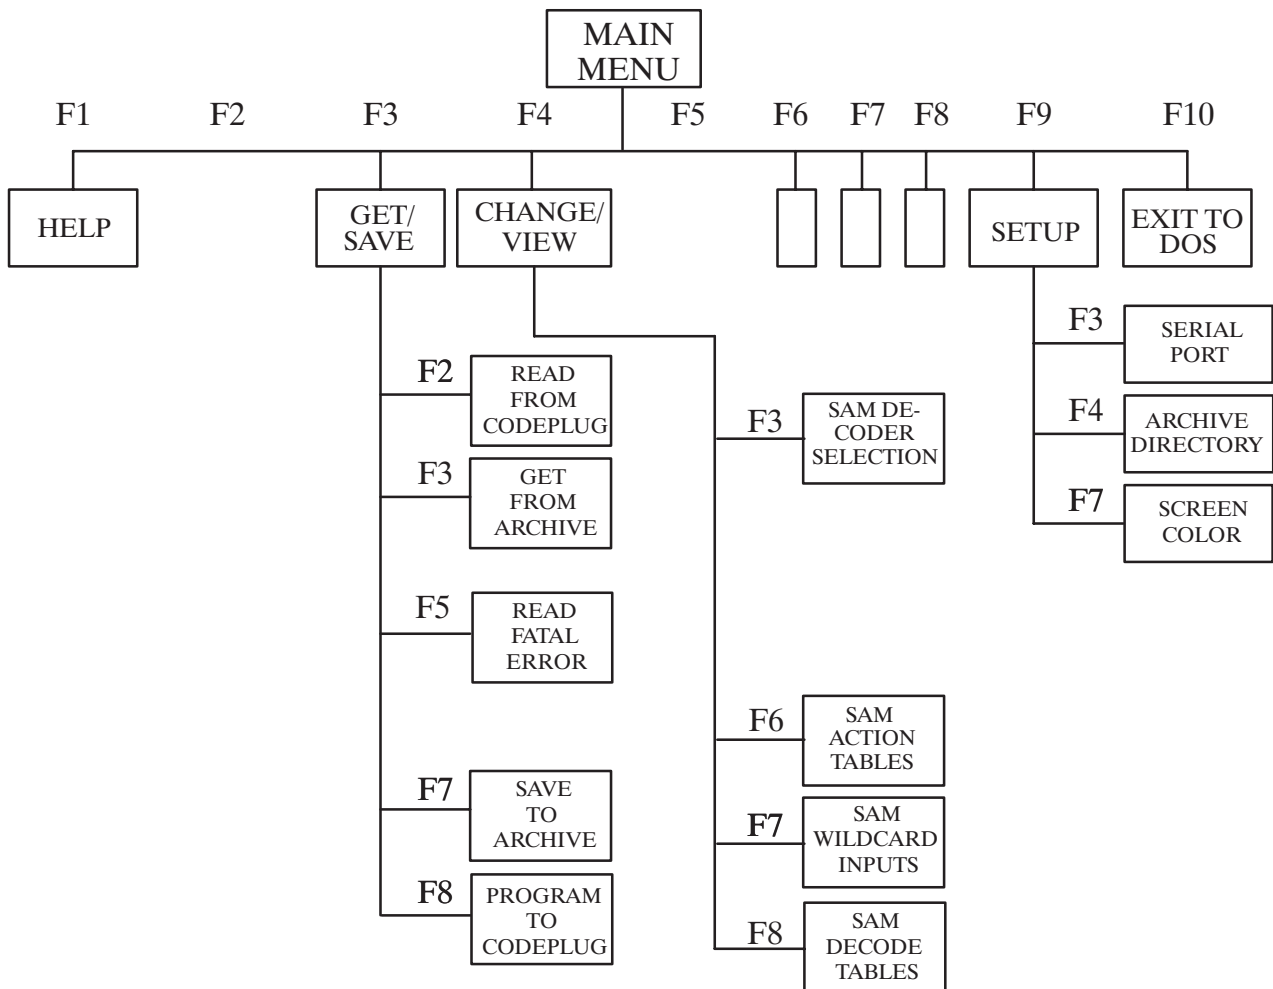 MAIN
MENU
F1 F2 F3 F4 F5 F6 F7 F8 F9 F10
HELP
GET/
SAVE
CHANGE/
VIEW
SETUP
EXIT TO
DOS
F2
READ
FROM
CODEPLUG
F3
GET
FROM
ARCHIVE
F5
READ
FATAL
ERROR
F7
SAVE
TO
ARCHIVE
F8
PROGRAM
TO
CODEPLUG
F3
SAM DE-
CODER
SELECTION
F6
SAM
ACTION
TABLES
F7
SAM
WILDCARD
INPUTS
F8
SAM
DECODE
TABLES
F3
SERIAL
PORT
F4
ARCHIVE
DIRECTORY
F7
SCREEN
COLOR